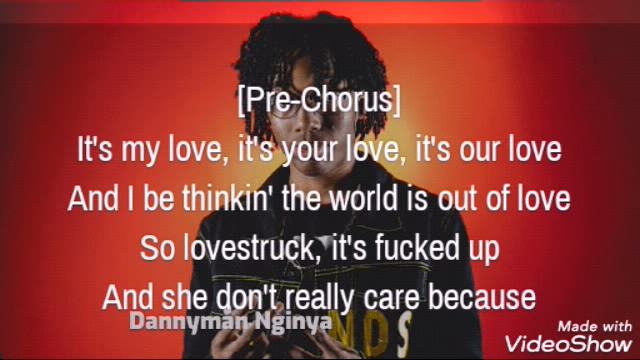 [Pre-Chorus]
It's my love, it's your love, it's our love
And I be thinkin' the world is out of love
So lovestruck, it's fucked up
And she don't really care because
Dannyman Nginya
MDS
Made with
VideoShow